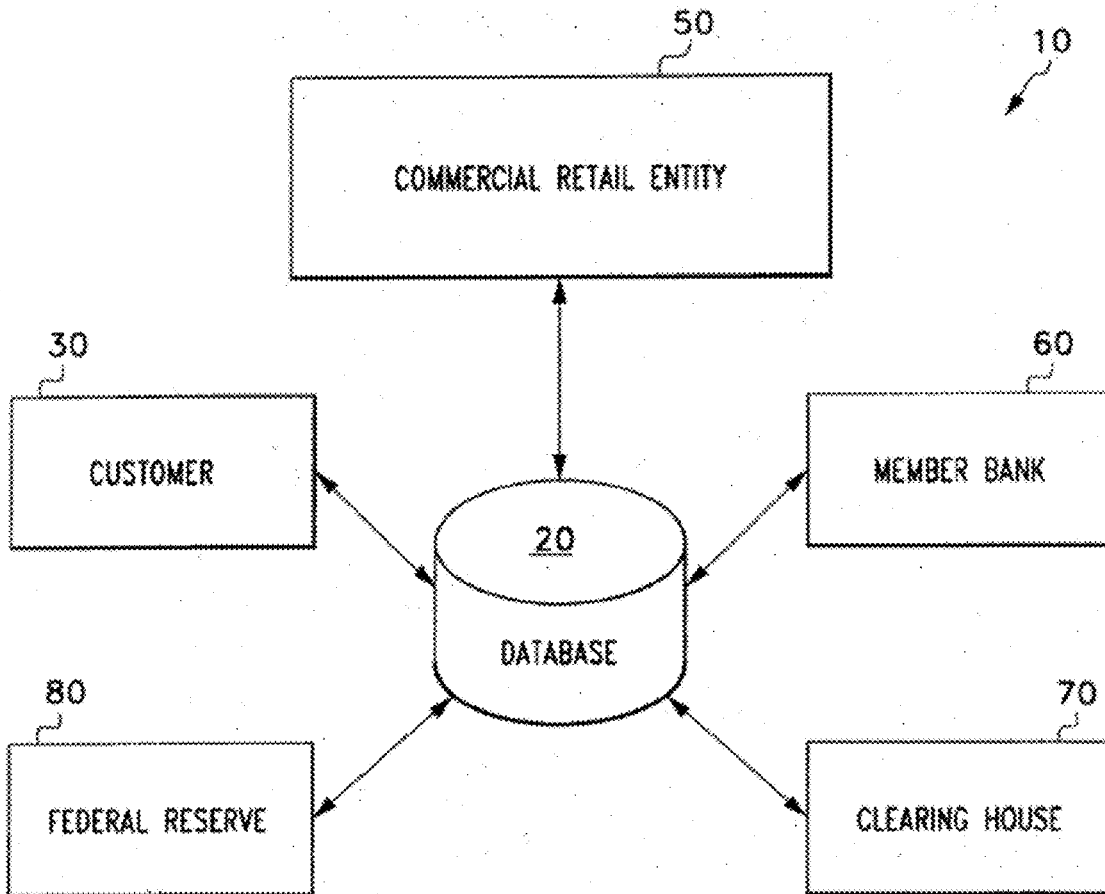 50
10
COMMERCIAL RETAIL ENTITY
30
60
CUSTOMER
MEMBER BANK
20
DATABASE
80
70
FEDERAL RESERVE
CLEARING HOUSE